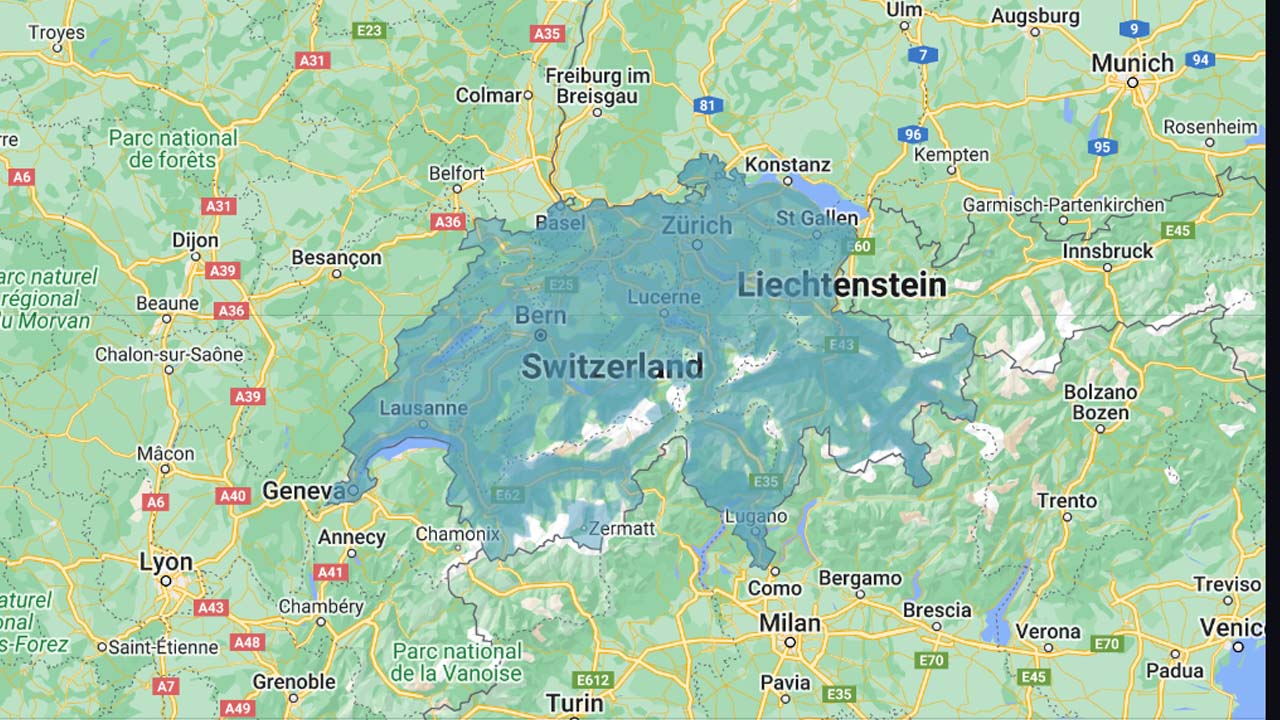 Troyes
E23
A35
Ulm
Augsburg
9
A31
7
Munich
94
Freiburg im
Breisgau
Colmar
81
Parc national
de forêts
rre
96
95
Rosenheim
A6
Belfort
Konstanz
Kempten
A31
A36
Basel
Zürich
St Gallen
Garmisch-Partenkirchen
E45
Dijon
E60
Besançon
A39
Innsbruck
arc naturel
régional
du Morvan
Beaune
A36
E25
Lucerne
Liechtenstein
Bern
E43
Chalon-sur-Saône
Switzerland
A39
Lausanne
Bolzano
Bozen
Mâcon
A6
A40
Geneva
E62
E35
Trento
Annecy
Chamonix
Zermatt
Lugano
Lyon
A41
Como
Bergamo
Treviso
aturel
onal
s-Forez
A43
Chambéry
Brescia
Milan
Verona
E70
Venic
Saint-Étienne
A48
Parc national
de la Vanoise
E70
Padua
A7
Grenoble
E612
Pavia
E35
E45
A49
Turin